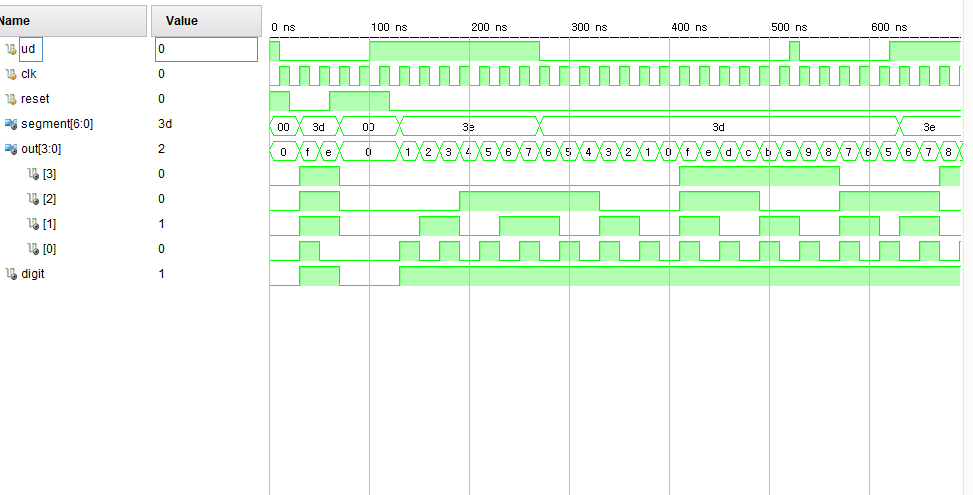 Name Value
0 ns 100 ns 200 ns 300 ns 400 ns 500 ns 600 ns
ud 0
clk 0
reset 0
segment[6:0] 3d 00 3d 00 3e 3d 3e
out[3:0] 2 0 f e 0 1 2 3 4 5 6 7 6 5 4 3 2 1 0 f e d c b a 9 8 7 6 5 6 7 8
[3] 0
[2] 0
[1] 1
[0] 0
digit 1